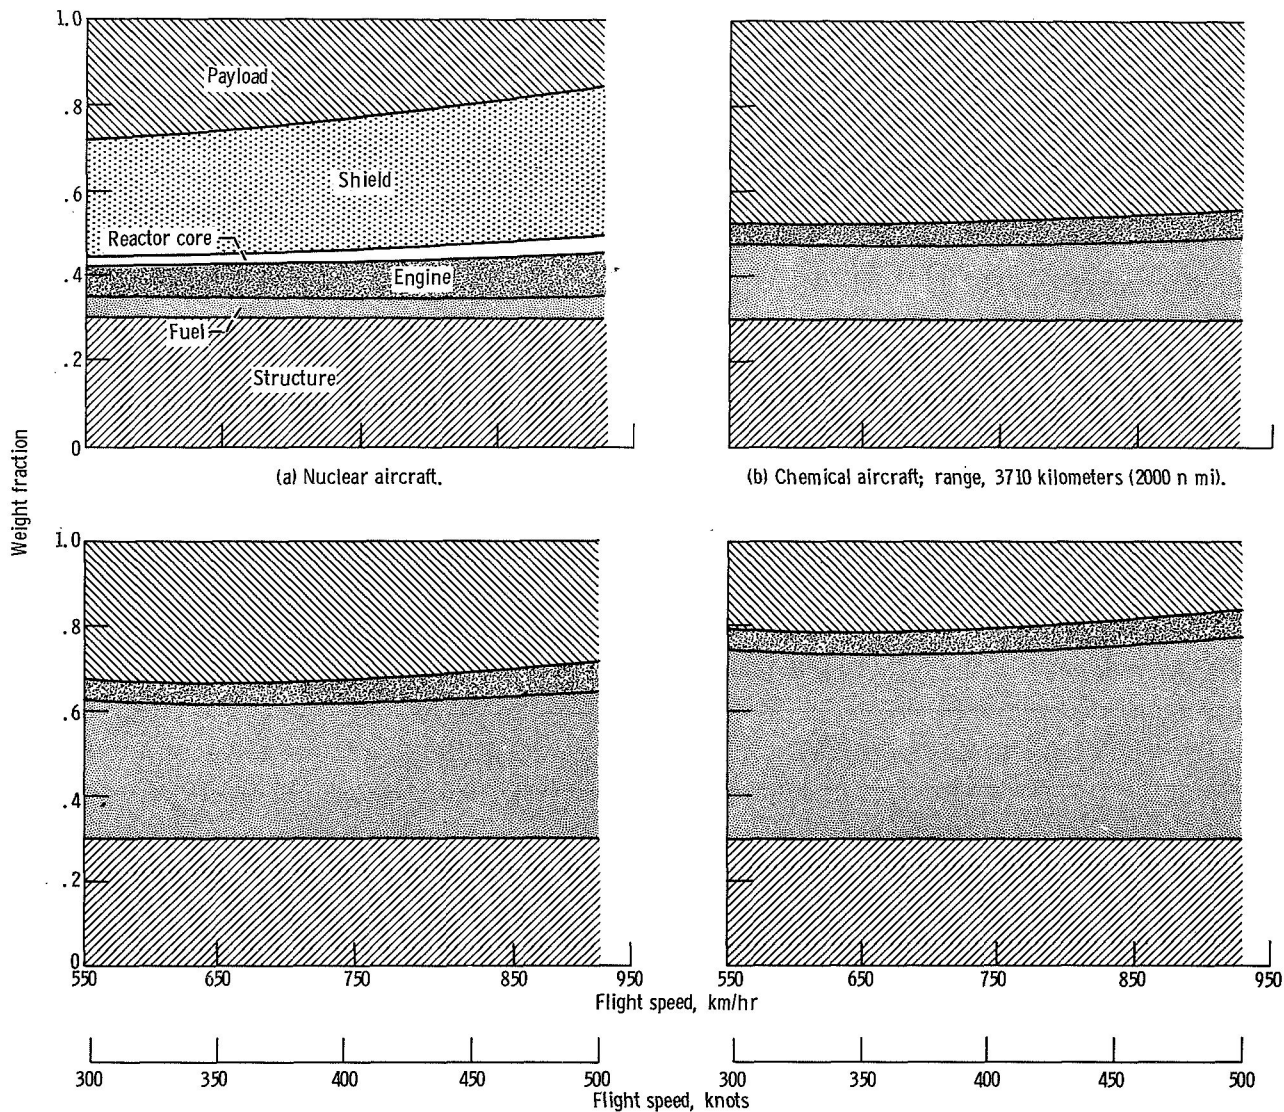 Weight fraction
1.0
.8
.6
.4
.2
0
Payload
Shield
Reactor core
Engine
Fuel
Structure
(a) Nuclear aircraft.
(b) Chemical aircraft; range, 3710 kilometers (2000 n mi).
1.0
.8
.6
.4
.2
0
550 650 750 850 950
550 650 750 850 950
Flight speed, km/hr
300 350 400 450 500
300 350 400 450 500
Flight speed, knots